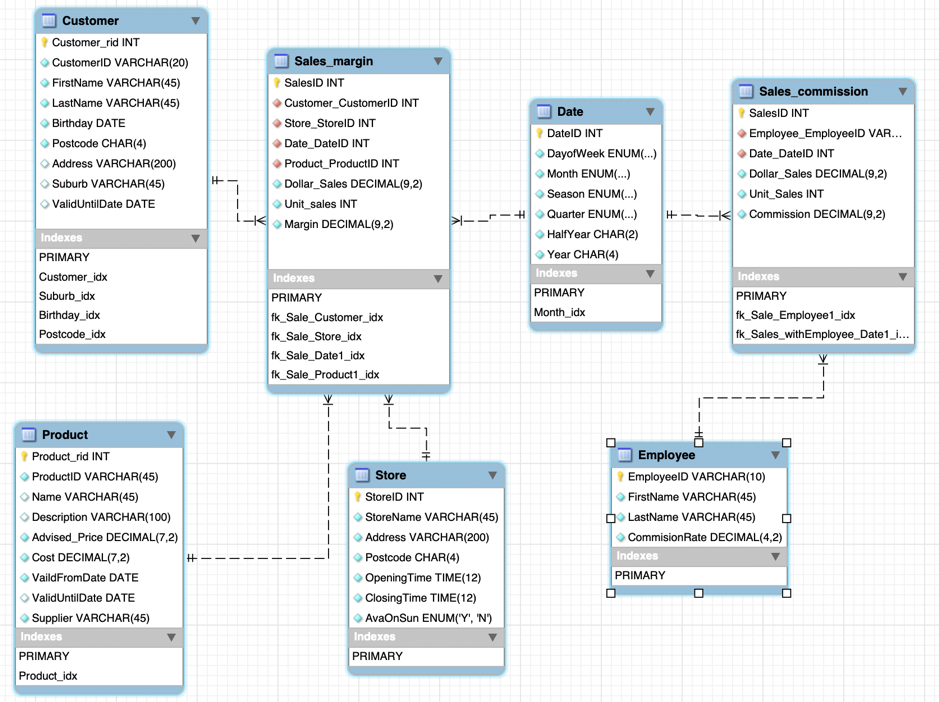 Customer
Customer_rid INT
CustomerID VARCHAR(20)
FirstName VARCHAR(45)
LastName VARCHAR(45)
Birthday DATE
Postcode CHAR(4)
Address VARCHAR(200)
Suburb VARCHAR(45)
ValidUntilDate DATE
Indexes
PRIMARY
Customer_idx
Suburb_idx
Birthday_idx
Postcode_idx
Sales_margin
SalesID INT
Customer_CustomerID INT
Store_StoreID INT
Date_DateID INT
Product_ProductID INT
Dollar_Sales DECIMAL(9,2)
Unit_sales INT
Margin DECIMAL(9,2)
Indexes
PRIMARY
fk_Sale_Customer_idx
fk_Sale_Store_idx
fk_Sale_Date1_idx
fk_Sale_Product1_idx
Date
DateID INT
DayofWeek ENUM(...)
Month ENUM(...)
Season ENUM(...)
Quarter ENUM(...)
HalfYear CHAR(2)
Year CHAR(4)
Indexes
PRIMARY
Month_idx
Sales_commission
SalesID INT
Employee_EmployeeID VAR...
Date_DateID INT
Dollar_Sales DECIMAL(9,2)
Unit_Sales INT
Commission DECIMAL(9,2)
Indexes
PRIMARY
fk_Sale_Employee1_idx
fk_Sales_withEmployee_Date1_i...
Product
Product_rid INT
ProductID VARCHAR(45)
Name VARCHAR(45)
Description VARCHAR(100)
Advised_Price DECIMAL(7,2)
Cost DECIMAL(7,2)
VaildFromDate DATE
ValidUntilDate DATE
Supplier VARCHAR(45)
Indexes
PRIMARY
Product_idx
Store
StoreID INT
StoreName VARCHAR(45)
Address VARCHAR(200)
Postcode CHAR(4)
OpeningTime TIME(12)
ClosingTime TIME(12)
AvaOnSun ENUM('Y', 'N')
Indexes
PRIMARY
Employee
EmployeeID VARCHAR(10)
FirstName VARCHAR(45)
LastName VARCHAR(45)
CommisionRate DECIMAL(4,2)
Indexes
PRIMARY